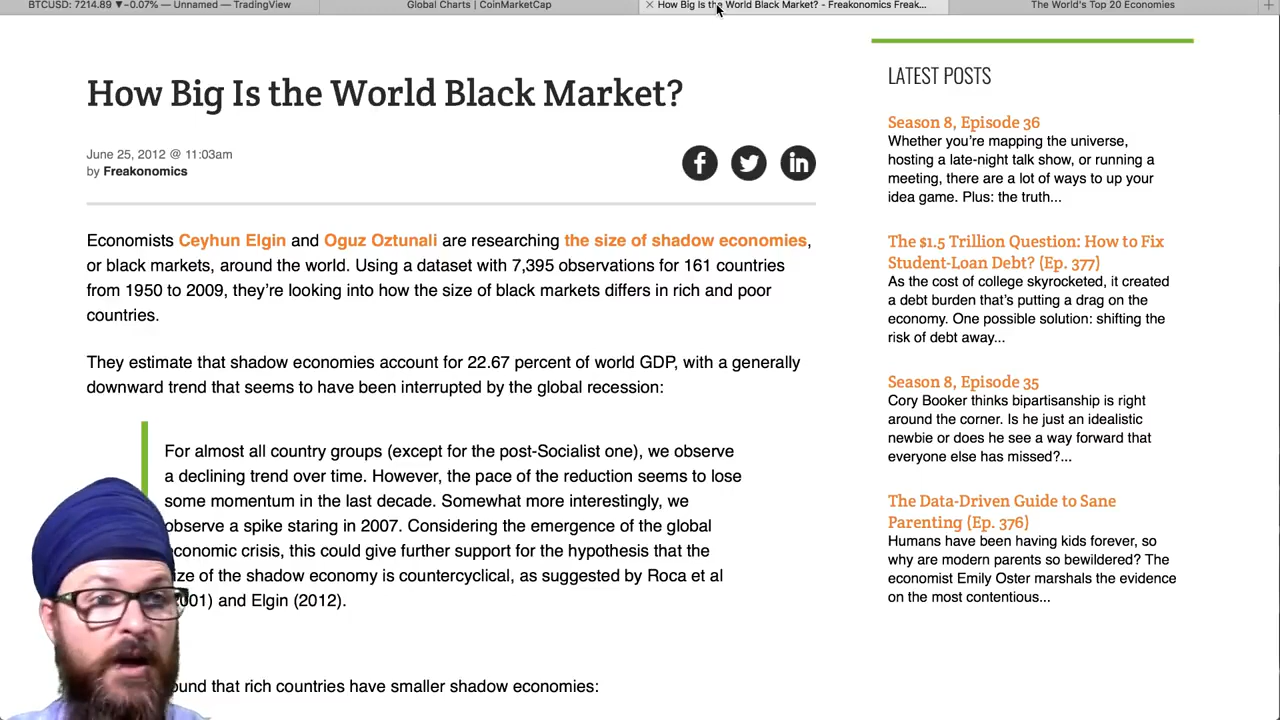 BTCUSD: 7214.89 ▼-0.07% — Unnamed — TradingView
Global Charts | CoinMarketCap
How Big Is the World Black Market? - Freakonomics Freak...
The World's Top 20 Economies
How Big Is the World Black Market?
June 25, 2012 @ 11:03am
by Freakonomics
Economists Ceyhun Elgin and Oguz Oztunali are researching the size of shadow economies,
or black markets, around the world. Using a dataset with 7,395 observations for 161 countries
from 1950 to 2009, they’re looking into how the size of black markets differs in rich and poor
countries.
They estimate that shadow economies account for 22.67 percent of world GDP, with a generally
downward trend that seems to have been interrupted by the global recession:
For almost all country groups (except for the post-Socialist one), we observe
a declining trend over time. However, the pace of the reduction seems to lose
some momentum in the last decade. Somewhat more interestingly, we
observe a spike staring in 2007. Considering the emergence of the global
economic crisis, this could give further support for the hypothesis that the
size of the shadow economy is countercyclical, as suggested by Roca et al
(2001) and Elgin (2012).
found that rich countries have smaller shadow economies:
LATEST POSTS
Season 8, Episode 36
Whether you’re mapping the universe,
hosting a late-night talk show, or running a
meeting, there are a lot of ways to up your
idea game. Plus: the truth...
The $1.5 Trillion Question: How to Fix
Student-Loan Debt? (Ep. 377)
As the cost of college skyrocketed, it created
a debt burden that’s putting a drag on the
economy. One possible solution: shifting the
risk of debt away...
Season 8, Episode 35
Cory Booker thinks bipartisanship is right
around the corner. Is he just an idealistic
newbie or does he see a way forward that
everyone else has missed?...
The Data-Driven Guide to Sane
Parenting (Ep. 376)
Humans have been having kids forever, so
why are modern parents so bewildered? The
economist Emily Oster marshals the evidence
on the most contentious...